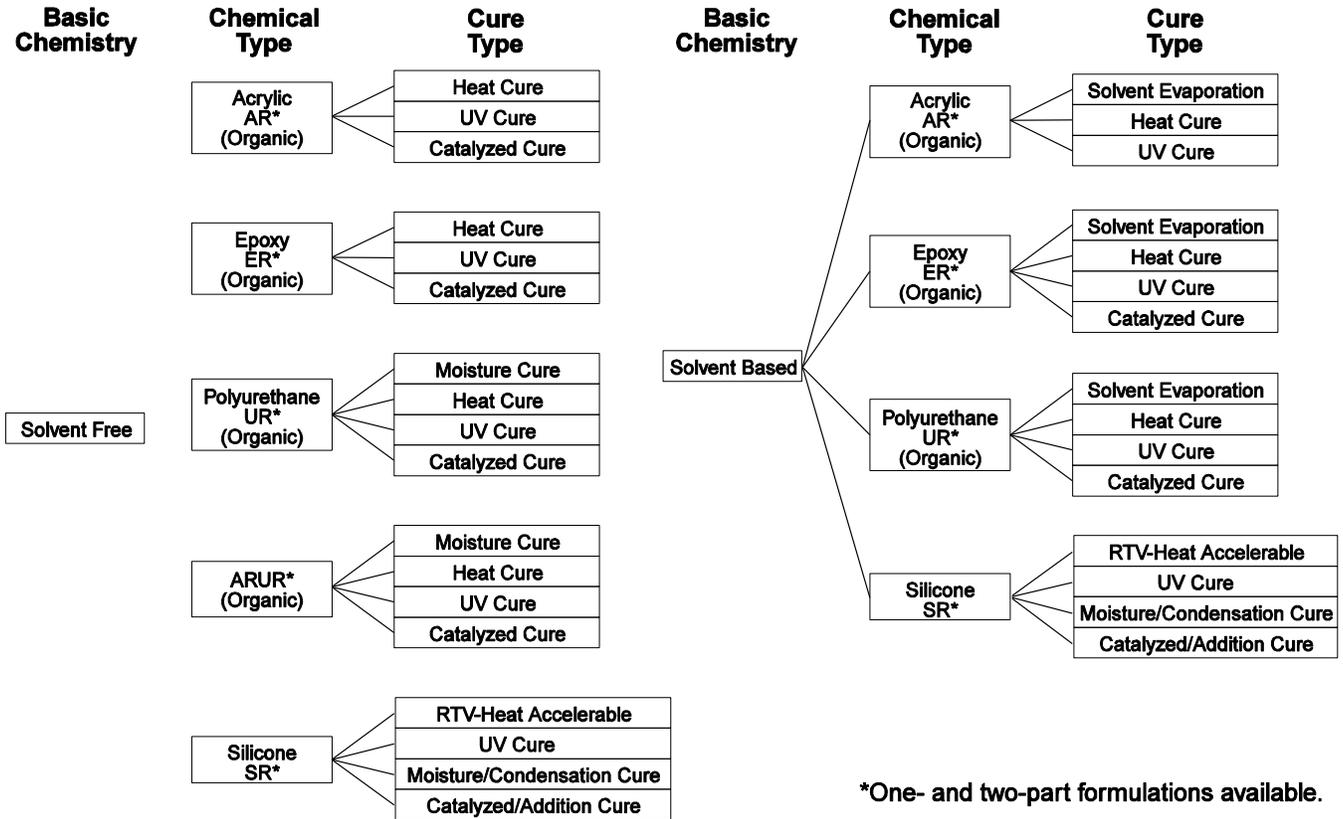 Basic
Chemistry
Chemical
Type
Cure
Type
Solvent Free
Acrylic
AR*
(Organic)
Heat Cure
UV Cure
Catalyzed Cure
Epoxy
ER*
(Organic)
Heat Cure
UV Cure
Catalyzed Cure
Polyurethane
UR*
(Organic)
Moisture Cure
Heat Cure
UV Cure
Catalyzed Cure
ARUR*
(Organic)
Moisture Cure
Heat Cure
UV Cure
Catalyzed Cure
Silicone
SR*
RTV-Heat Accelerable
UV Cure
Moisture/Condensation Cure
Catalyzed/Addition Cure
Basic
Chemistry
Chemical
Type
Cure
Type
Solvent Based
Acrylic
AR*
(Organic)
Solvent Evaporation
Heat Cure
UV Cure
Epoxy
ER*
(Organic)
Solvent Evaporation
Heat Cure
UV Cure
Catalyzed Cure
Polyurethane
UR*
(Organic)
Solvent Evaporation
Heat Cure
UV Cure
Catalyzed Cure
Silicone
SR*
RTV-Heat Accelerable
UV Cure
Moisture/Condensation Cure
Catalyzed/Addition Cure
*One- and two-part formulations available.